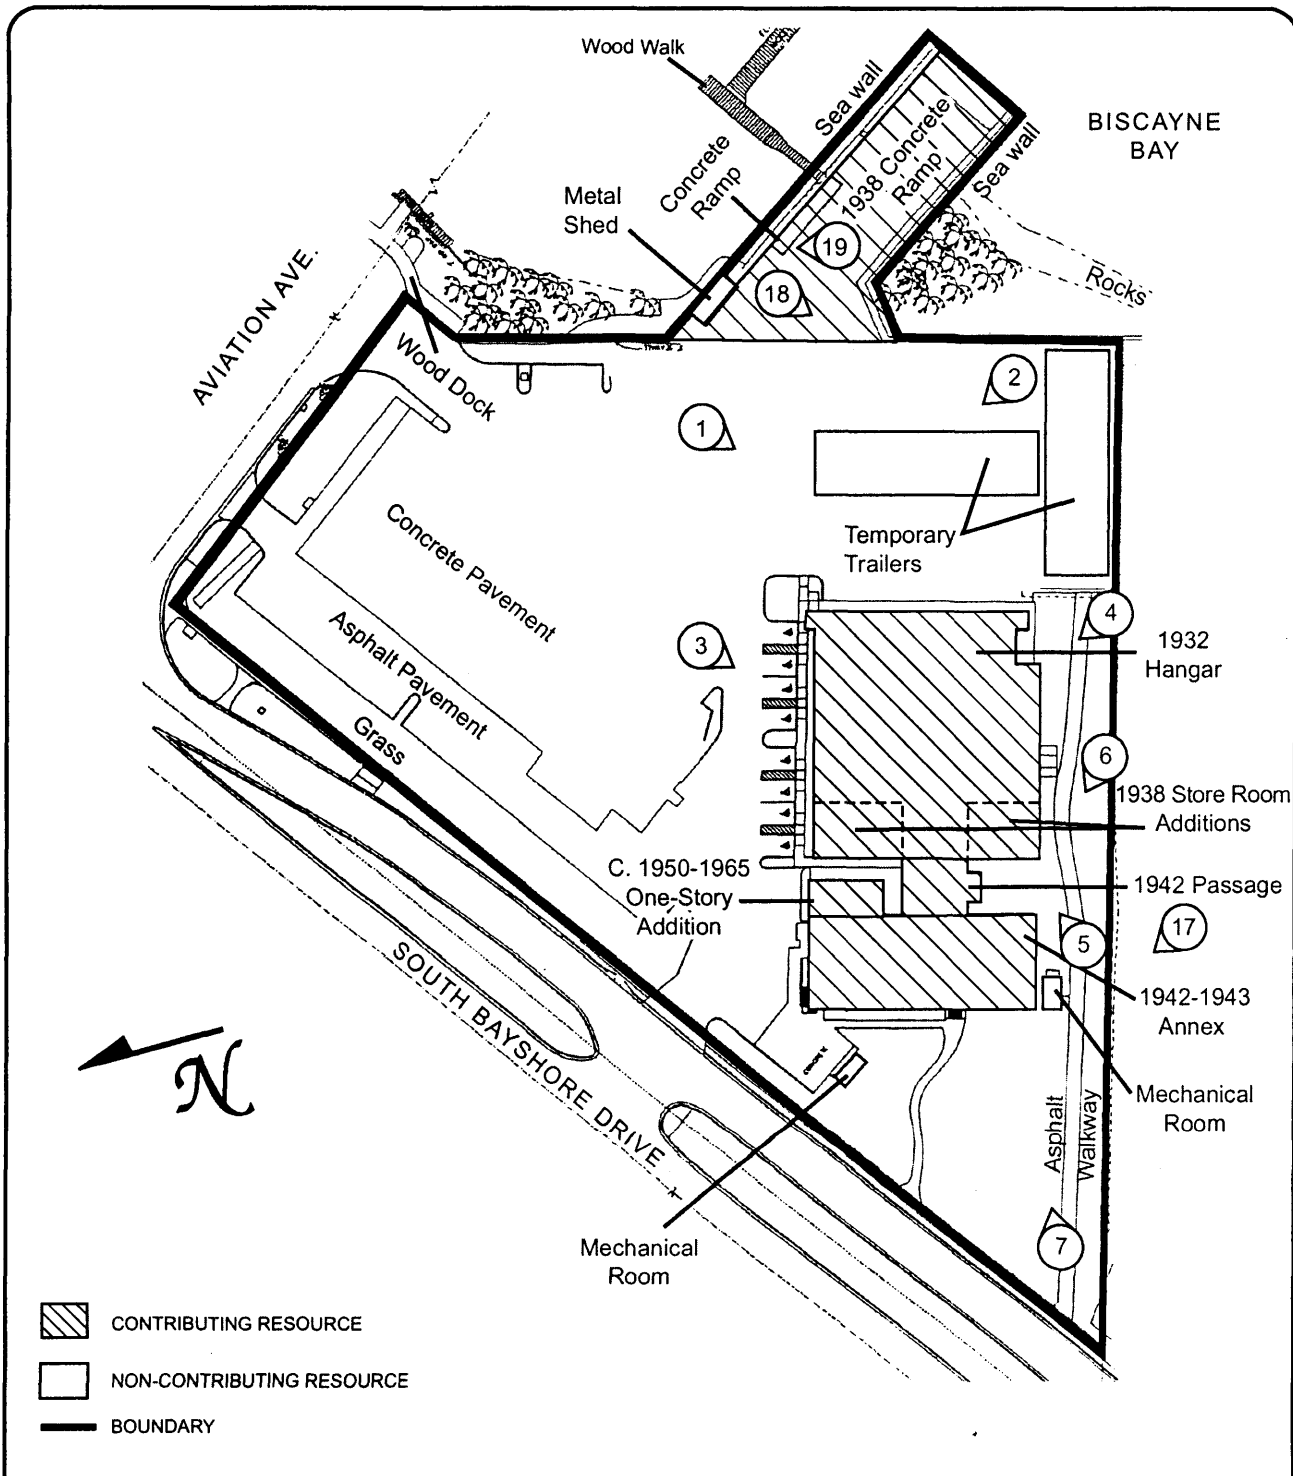 Wood Walk
Sea wall
BISCAYNE
BAY
Concrete
Ramp
1938 Concrete
Ramp
Sea wall
Metal
Shed
19
18
Rocks
AVIATION AVE.
Wood Dock
2
1
Concrete Pavement
Temporary
Trailers
Asphalt Pavement
3
4
1932
Hangar
Grass
6
1938 Store Room
Additions
C. 1950-1965
One-Story
Addition
1942 Passage
17
5
SOUTH BAYSHORE DRIVE
1942-1943
Annex
N
Mechanical
Room
Asphalt
Walkway
7
Mechanical
Room
CONTRIBUTING RESOURCE
NON-CONTRIBUTING RESOURCE
BOUNDARY